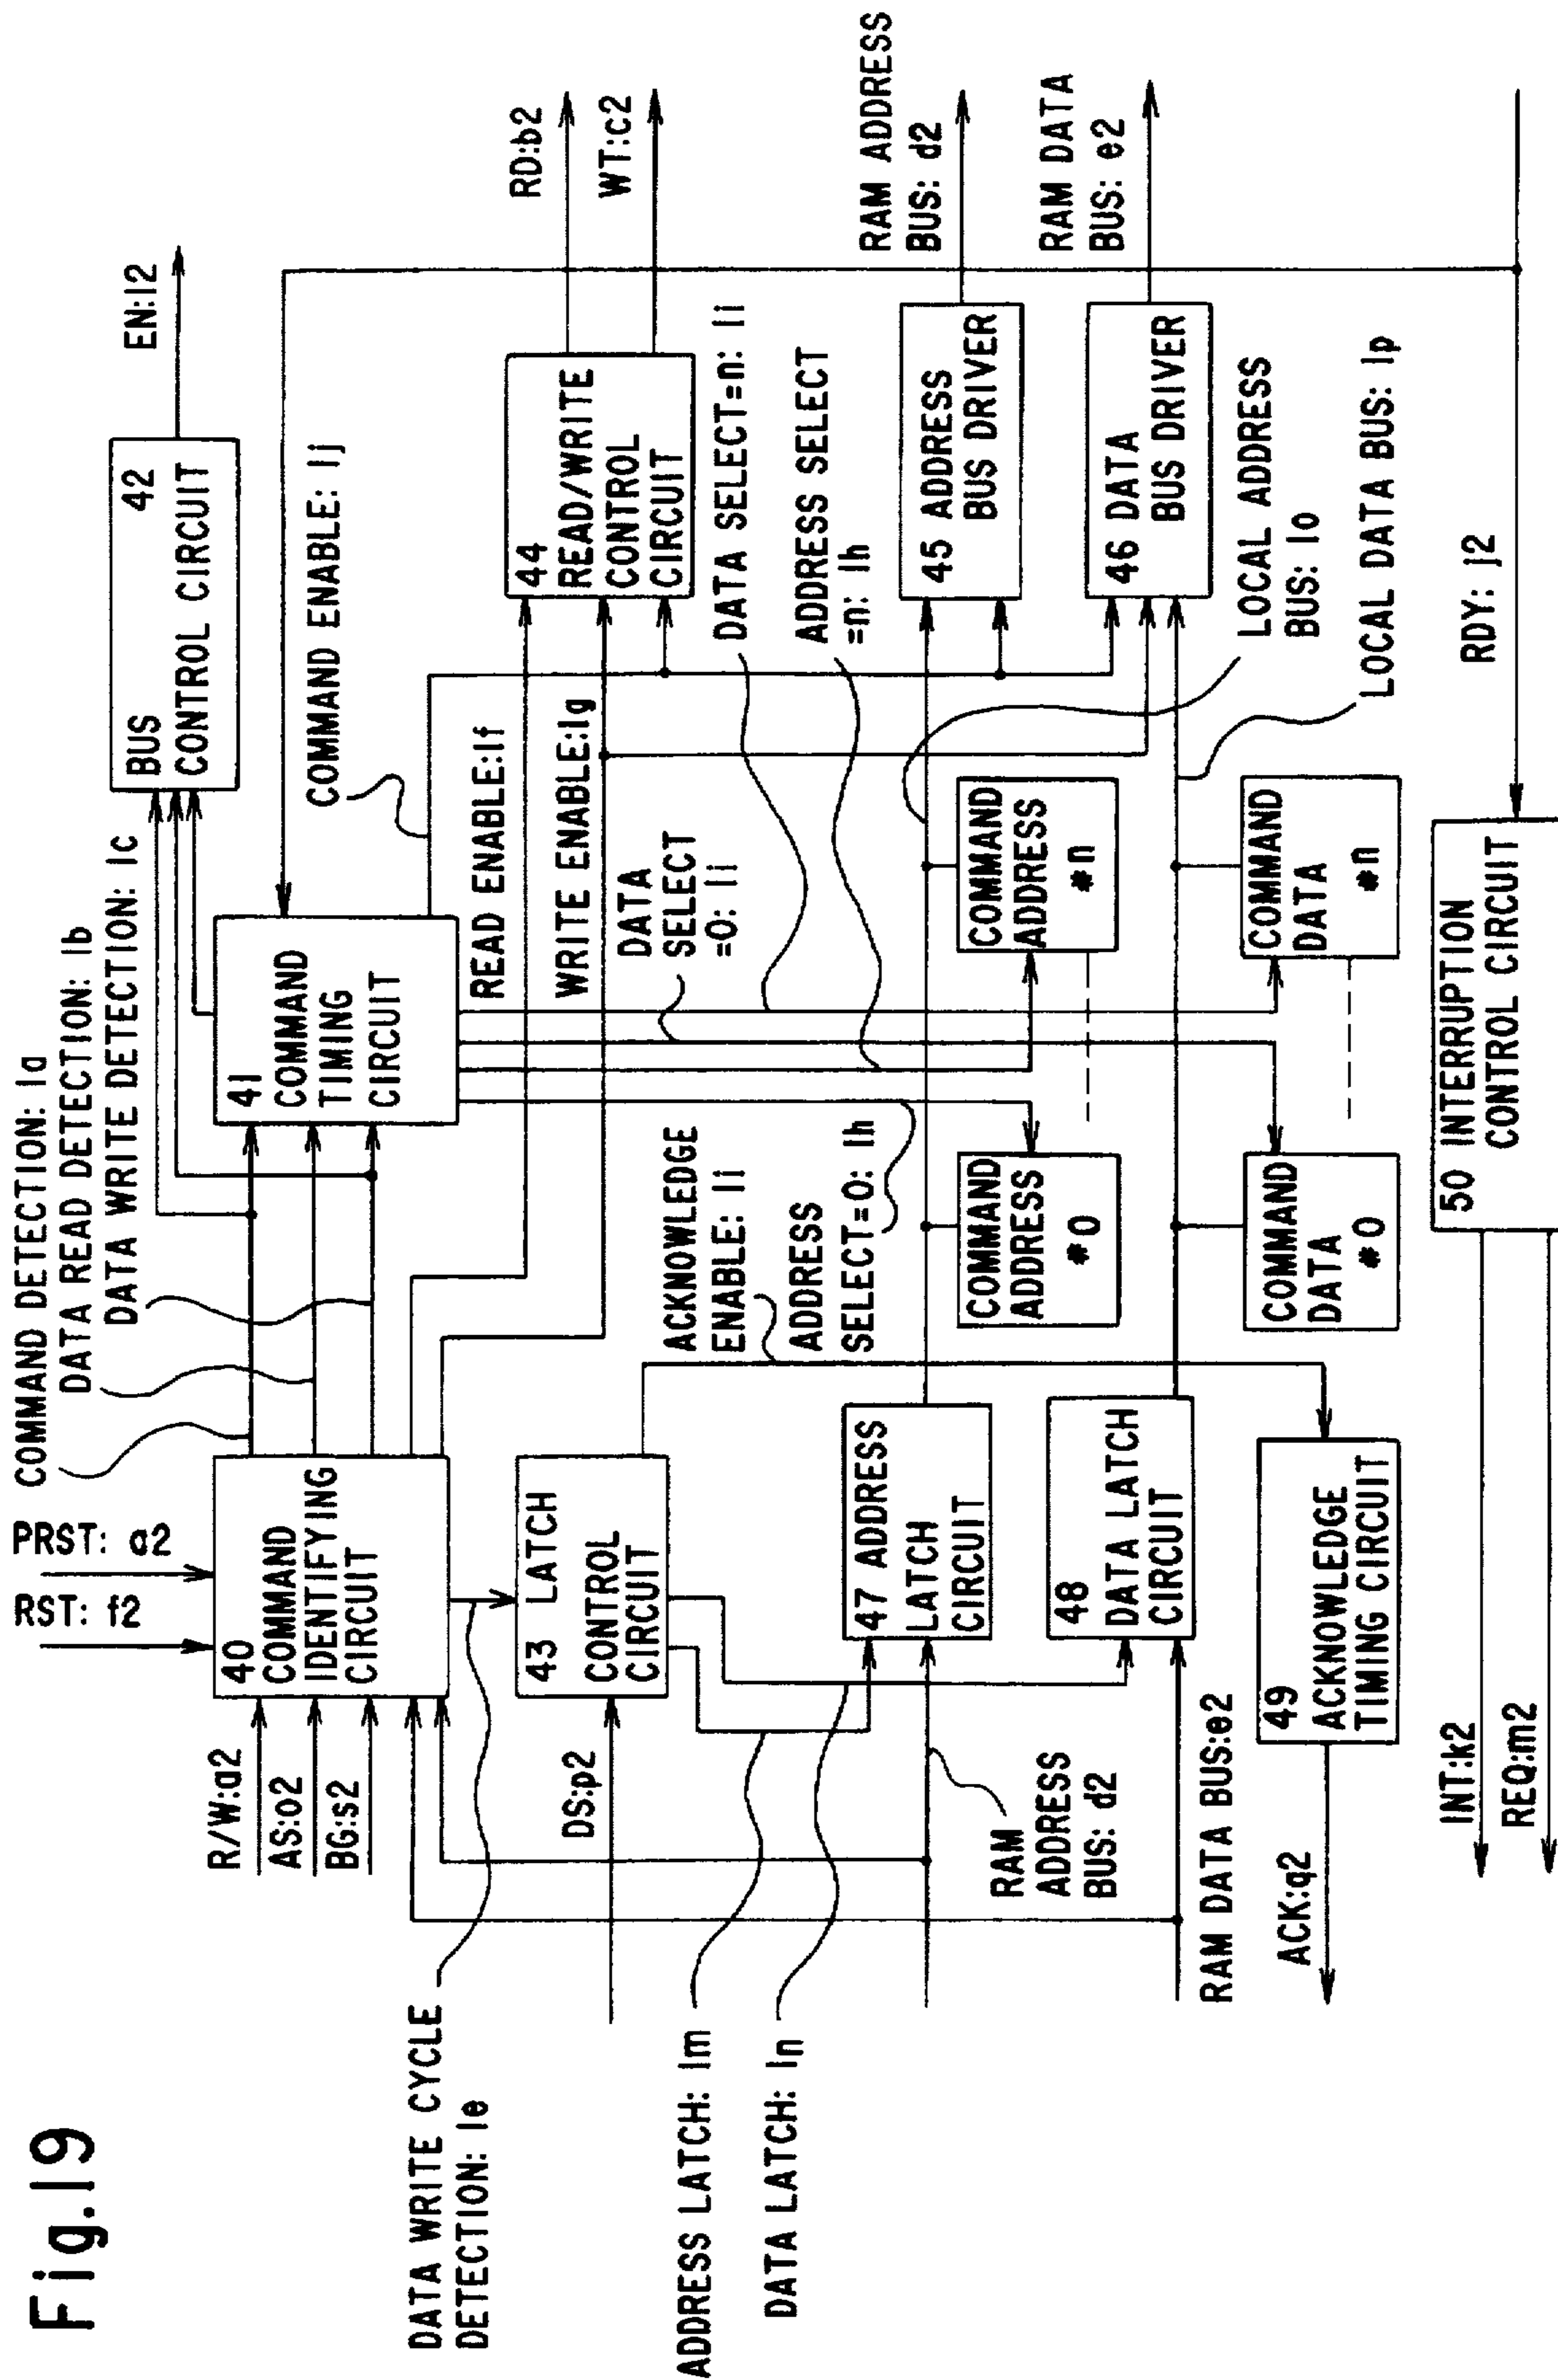 Fig.19
COMMAND DETECTION: la
DATA READ DETECTION: lb
DATA WRITE DETECTION: lc
PRST: a2
RST: f2
R/W:a2
AS:o2
BG:s2
40
COMMAND
IDENTIFYING
CIRCUIT
41
COMMAND
TIMING
CIRCUIT
BUS 42
CONTROL CIRCUIT
EN:l2
COMMAND ENABLE: lj
READ ENABLE:lf
WRITE ENABLE:lg
44
READ/WRITE
CONTROL
CIRCUIT
RD:b2
WT:c2
DATA WRITE CYCLE
DETECTION: le
43 LATCH
CONTROL
CIRCUIT
DS:p2
ACKNOWLEDGE
ENABLE: li
ADDRESS
SELECT=0: lh
DATA
SELECT
=0: li
DATA SELECT=n: li
ADDRESS SELECT
=n: lh
ADDRESS LATCH: lm
DATA LATCH: ln
47 ADDRESS
LATCH
CIRCUIT
RAM
ADDRESS
BUS: d2
COMMAND
ADDRESS
#0
COMMAND
ADDRESS
#n
45 ADDRESS
BUS DRIVER
RAM ADDRESS
BUS: d2
48
DATA LATCH
CIRCUIT
RAM DATA BUS:e2
COMMAND
DATA
#0
COMMAND
DATA
#n
46 DATA
BUS DRIVER
RAM DATA
BUS: e2
LOCAL ADDRESS
BUS: lo
LOCAL DATA BUS: lp
49
ACKNOWLEDGE
TIMING CIRCUIT
ACK:q2
50 INTERRUPTION
CONTROL CIRCUIT
INT:k2
REQ:m2
RDY: j2